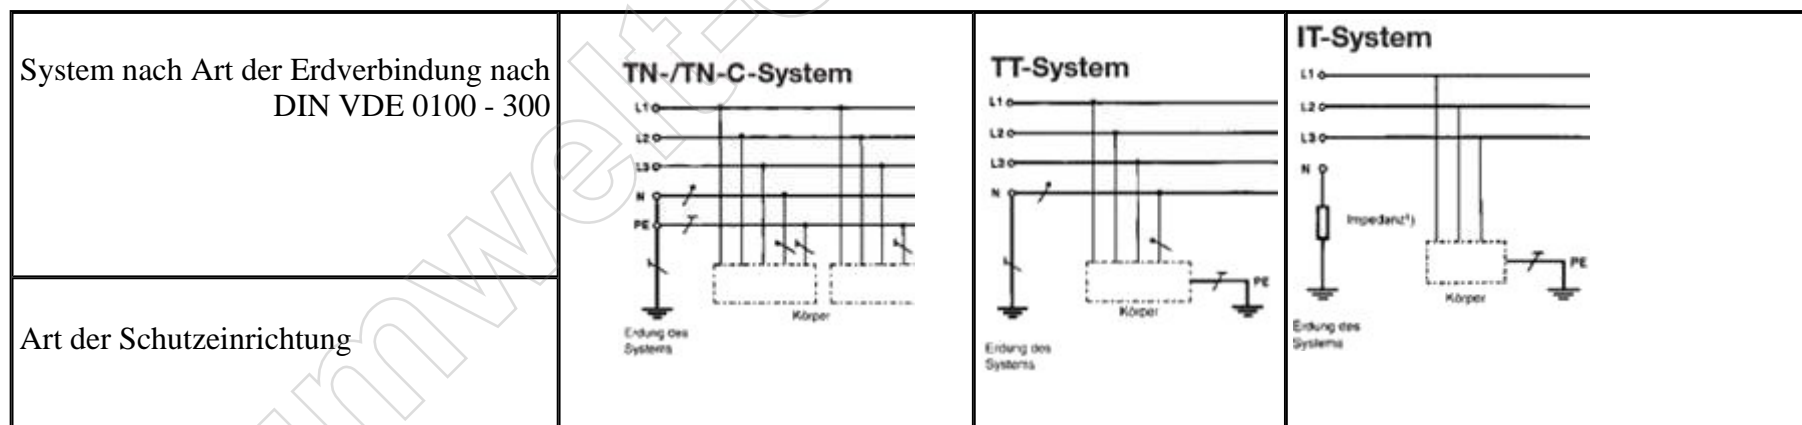 System nach Art der Erdverbindung nach
DIN VDE 0100 - 300
Art der Schutzeinrichtung
TN-/TN-C-System
L1
L2
L3
N
PE
Körper
Erdung des
Systems
TT-System
L1
L2
L3
N
PE
Körper
Erdung des
Systems
IT-System
L1
L2
L3
N
Impedanz¹)
PE
Körper
Erdung des
Systems